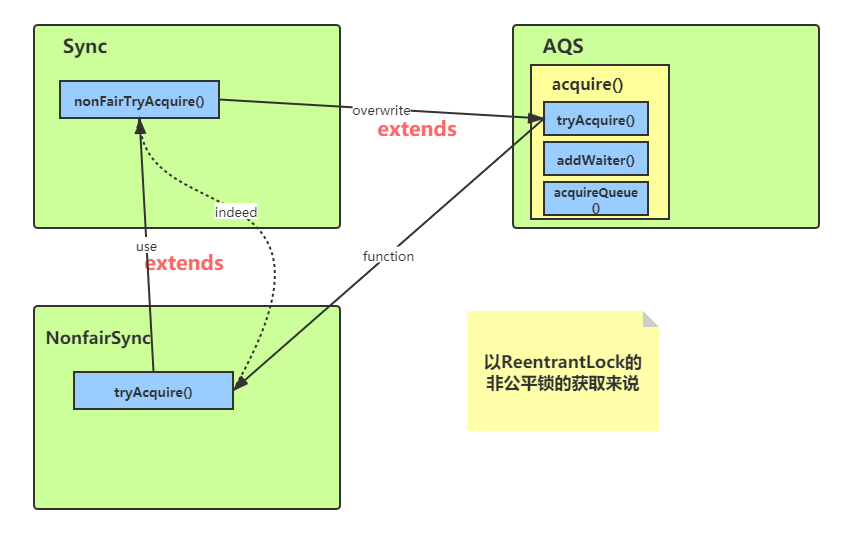 Sync
nonFairTryAcquire()
overwrite
extends
AQS
acquire()
tryAcquire()
addWaiter()
acquireQueue
()
indeed
use
extends
function
NonfairSync
tryAcquire()
以ReentrantLock的
非公平锁的获取来说